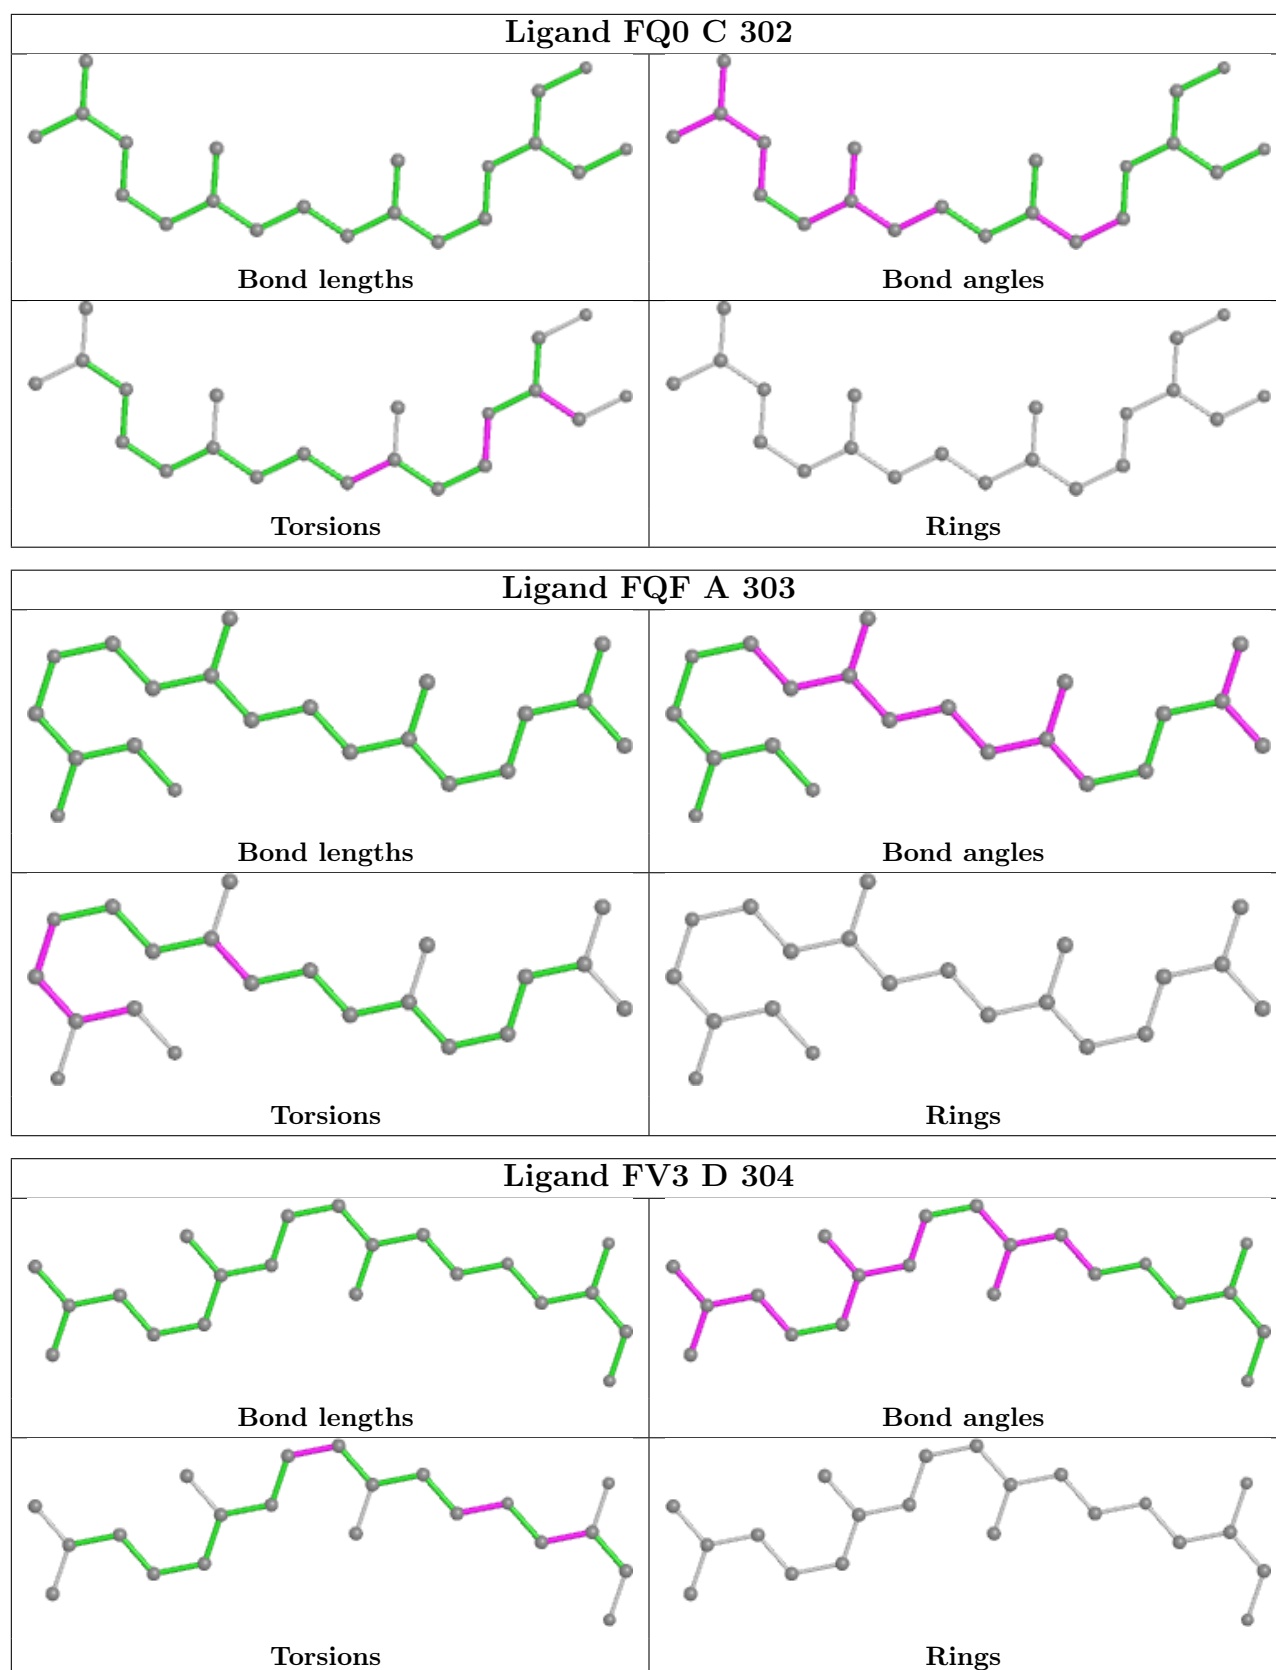 Ligand FQ0 C 302
Bond lengths
Bond angles
Torsions
Rings
Ligand FQF A 303
Bond lengths
Bond angles
Torsions
Rings
Ligand FV3 D 304
Bond lengths
Bond angles
Torsions
Rings